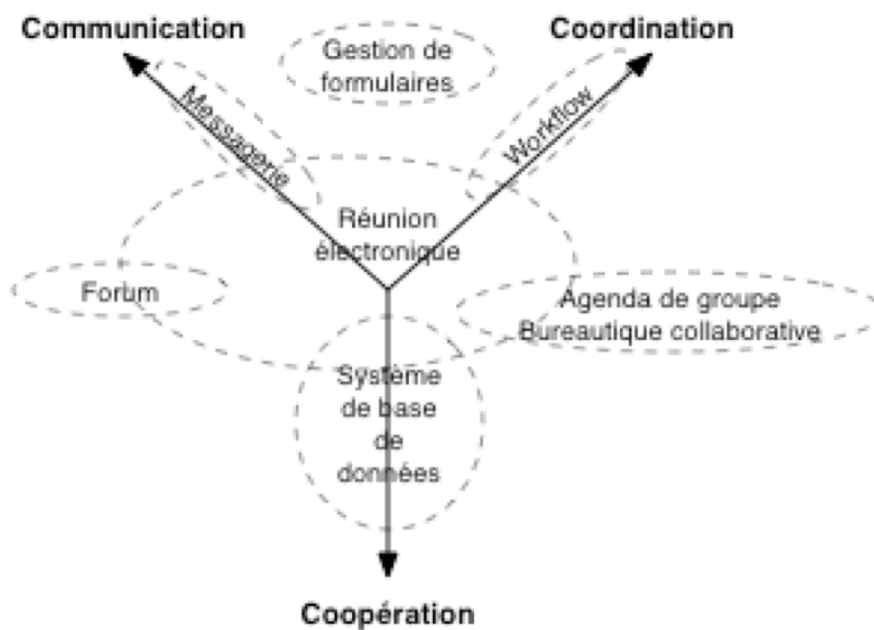 Communication
Coordination
Gestion de
formulaires
Messagerie
Workflow
Réunion
électronique
Forum
Agenda de groupe
Bureautique collaborative
Système
de base
de
données
Coopération